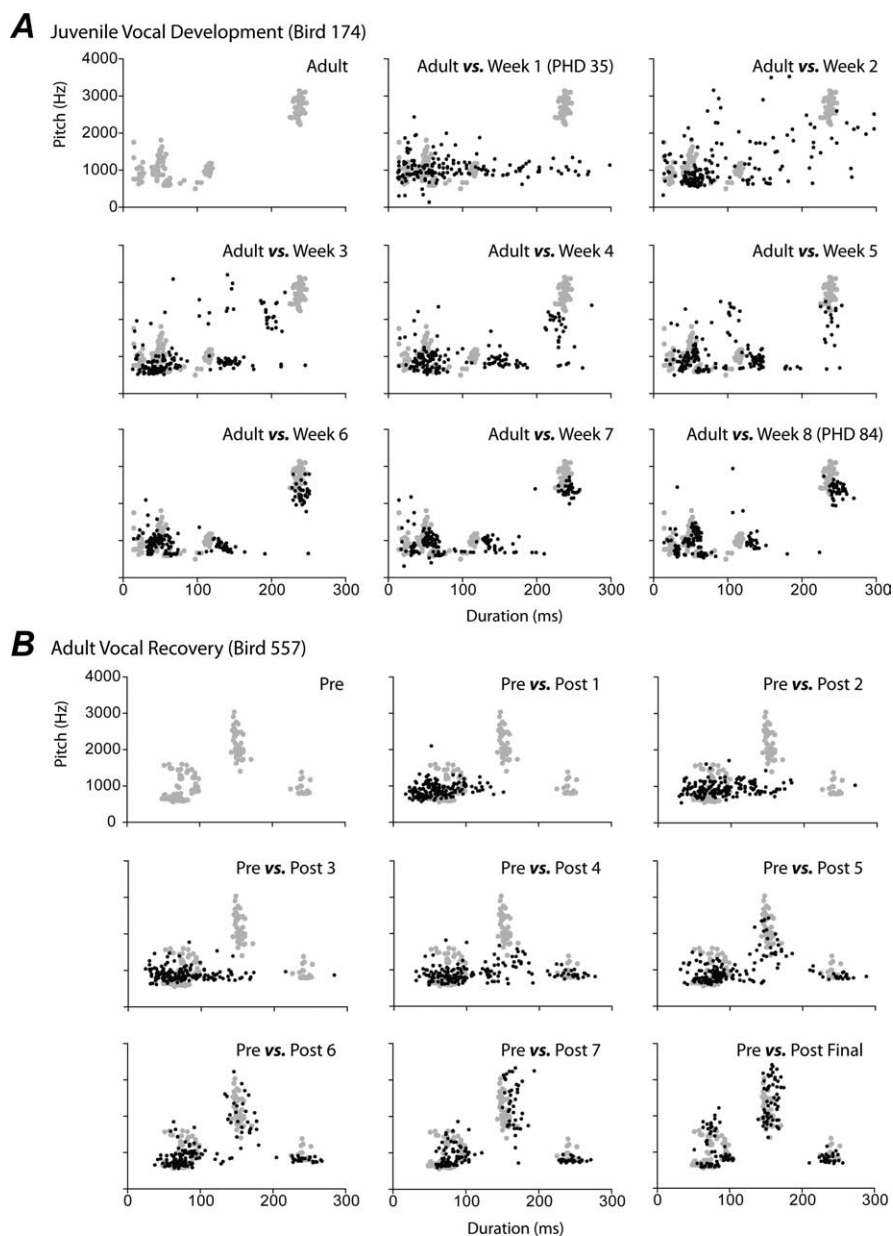 A Juvenile Vocal Development (Bird 174)
4000
3000
2000
1000
0
Pitch (Hz)
Adult
Adult vs. Week 1 (PHD 35)
Adult vs. Week 2
Adult vs. Week 3
Adult vs. Week 4
Adult vs. Week 5
Adult vs. Week 6
Adult vs. Week 7
Adult vs. Week 8 (PHD 84)
0 100 200 300
0 100 200 300
0 100 200 300
Duration (ms)
B Adult Vocal Recovery (Bird 557)
4000
3000
2000
1000
0
Pitch (Hz)
Pre
Pre vs. Post 1
Pre vs. Post 2
Pre vs. Post 3
Pre vs. Post 4
Pre vs. Post 5
Pre vs. Post 6
Pre vs. Post 7
Pre vs. Post Final
0 100 200 300
0 100 200 300
0 100 200 300
Duration (ms)